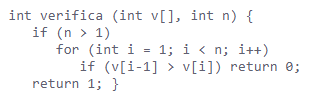 int verifica (int v[], int n) {
if (n > 1)
for (int i = 1; i < n; i++)
if (v[i-1] > v[i]) return 0;
return 1; }